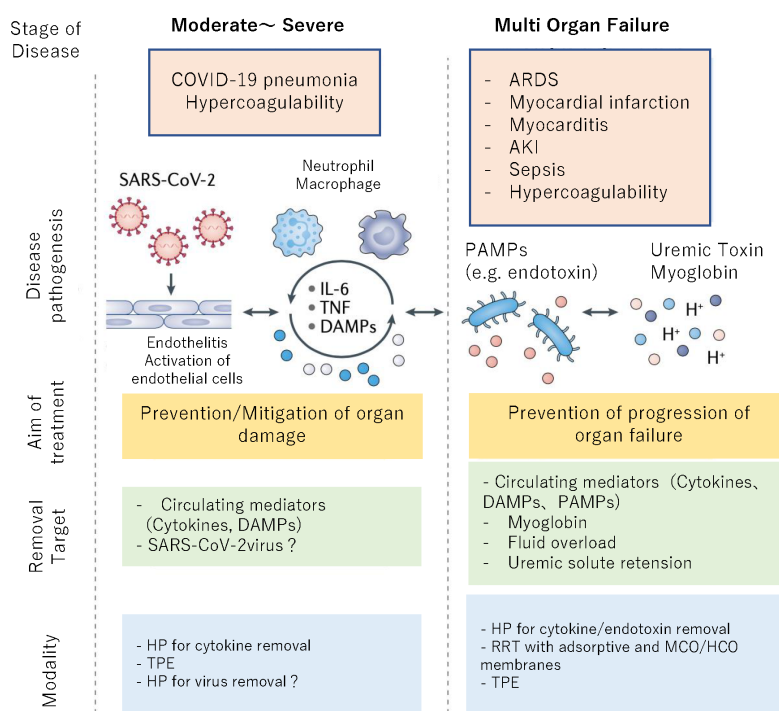 Stage of
Disease
Moderate～ Severe
Multi Organ Failure
COVID-19 pneumonia
Hypercoagulability
- ARDS
- Myocardial infarction
- Myocarditis
- AKI
- Sepsis
- Hypercoagulability
Disease
pathogenesis
SARS-CoV-2
Neutrophil
Macrophage
• IL-6
• TNF
• DAMPs
Endothelitis
Activation of
endothelial cells
PAMPs
(e.g. endotoxin)
Uremic Toxin
Myoglobin
H⁺
H⁺
H⁺
Aim of
treatment
Prevention/Mitigation of organ
damage
Prevention of progression of
organ failure
Removal
Target
- Circulating mediators
（Cytokines, DAMPs)
- SARS-CoV-2virus？
- Circulating mediators（Cytokines、
DAMPs、PAMPs）
- Myoglobin
- Fluid overload
- Uremic solute retension
Modality
- HP for cytokine removal
- TPE
- HP for virus removal？
- HP for cytokine/endotoxin removal
- RRT with adsorptive and MCO/HCO
membranes
- TPE